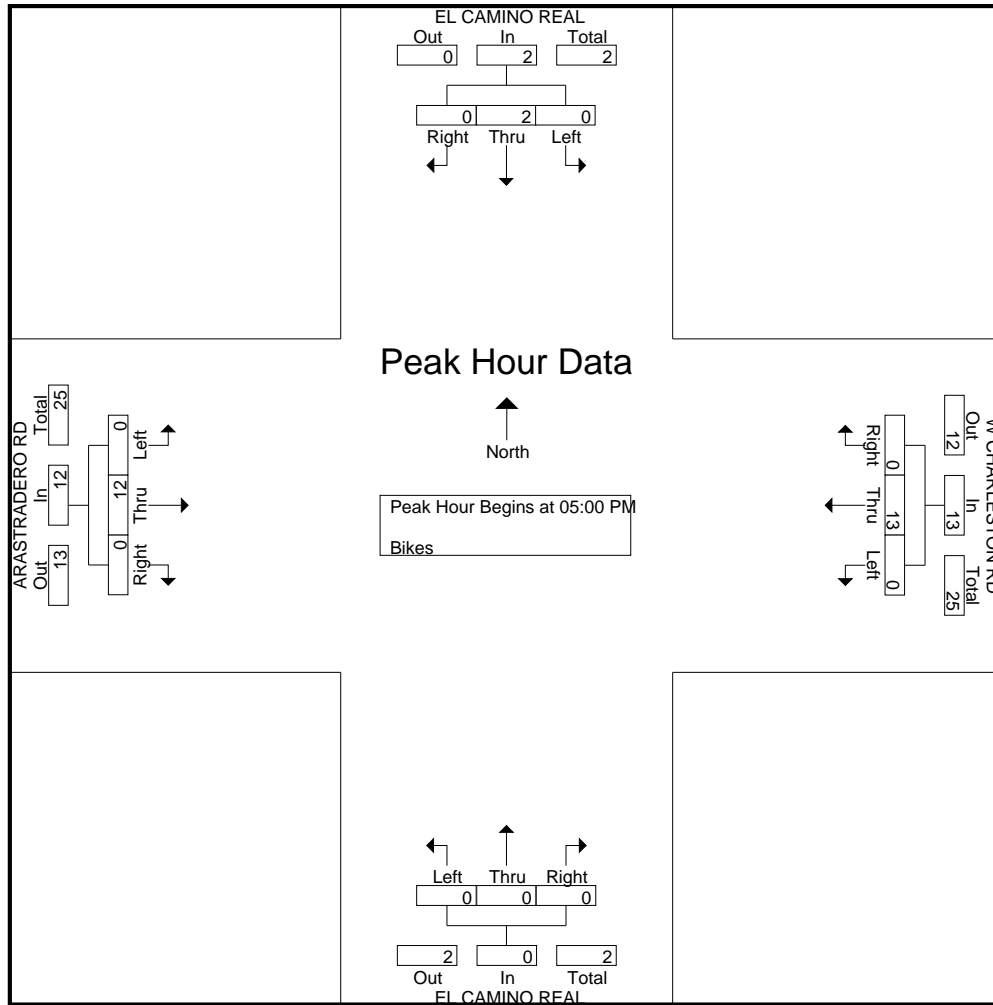 EL CAMINO REAL
Out In Total
0 2 2
0 2 0
Right Thru Left
Peak Hour Data
North
Peak Hour Begins at 05:00 PM
Bikes
ARASTRADERO RD
Out In Total
13 12 25
0 12 0
Right Thru Left
W CHARLESTON RD
Out In Total
12 13 25
0 13 0
Right Thru Left
Left Thru Right
0 0 0
2 0 2
Out In Total
EL CAMINO REAL